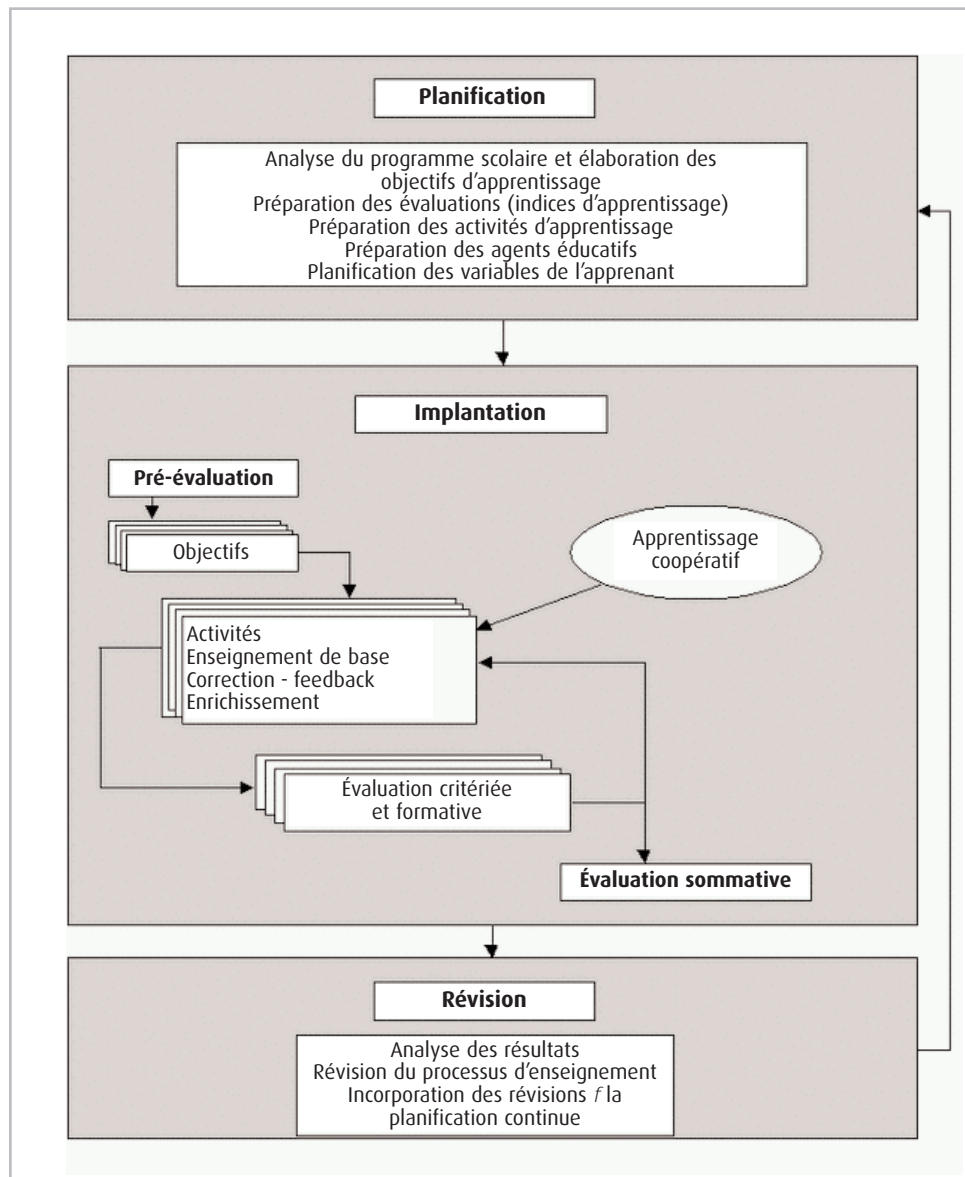 Planification
Analyse du programme scolaire et élaboration des
objectifs d'apprentissage
Préparation des évaluations (indices d'apprentissage)
Préparation des activités d'apprentissage
Préparation des agents éducatifs
Planification des variables de l'apprenant
Implantation
Pré-évaluation
Objectifs
Apprentissage
coopératif
Activités
Enseignement de base
Correction - feedback
Enrichissement
Évaluation critériée
et formative
Évaluation sommative
Révision
Analyse des résultats
Révision du processus d'enseignement
Incorporation des révisions ƒ la
planification continue